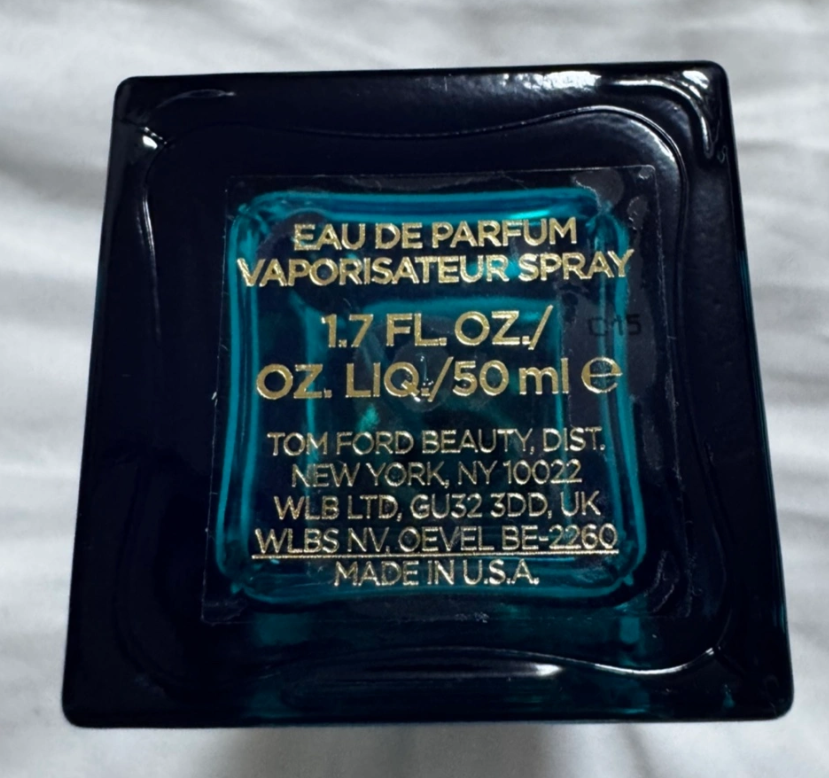 EAU DE PARFUM
VAPORISATEUR SPRAY
1.7 FL. OZ./
OZ. LIQ./50 ml ℮
TOM FORD BEAUTY, DIST.
NEW YORK, NY 10022
WLB LTD, GU32 3DD, UK
WLBS NV, OEVEL BE-2260
MADE IN U.S.A.